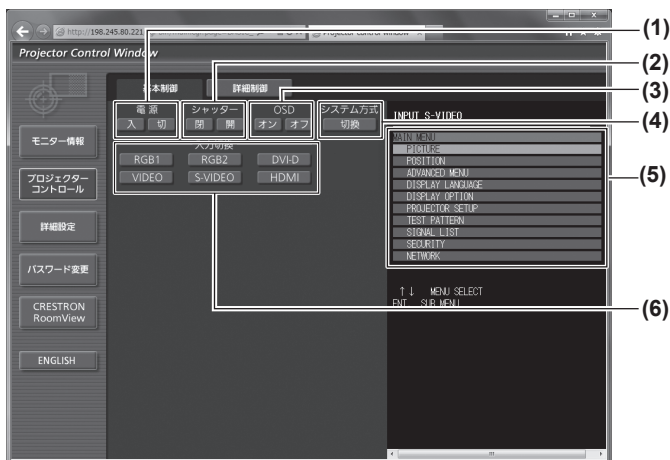 http://198.245.80.221
Projector Control Window
基本制御 詳細制御
電源 シャッター OSD システム方式
入 切 閉 開 オン オフ 切換
入力切換
RGB1 RGB2 DVI-D
VIDEO S-VIDEO HDMI
モニター情報
プロジェクター
コントロール
詳細設定
パスワード変更
CRESTRON
RoomView
ENGLISH
INPUT S-VIDEO
MAIN MENU
PICTURE
POSITION
ADVANCED MENU
DISPLAY LANGUAGE
DISPLAY OPTION
PROJECTOR SETUP
TEST PATTERN
SIGNAL LIST
SECURITY
NETWORK
↑↓ MENU SELECT
ENT SUB MENU
(1)
(2)
(3)
(4)
(5)
(6)